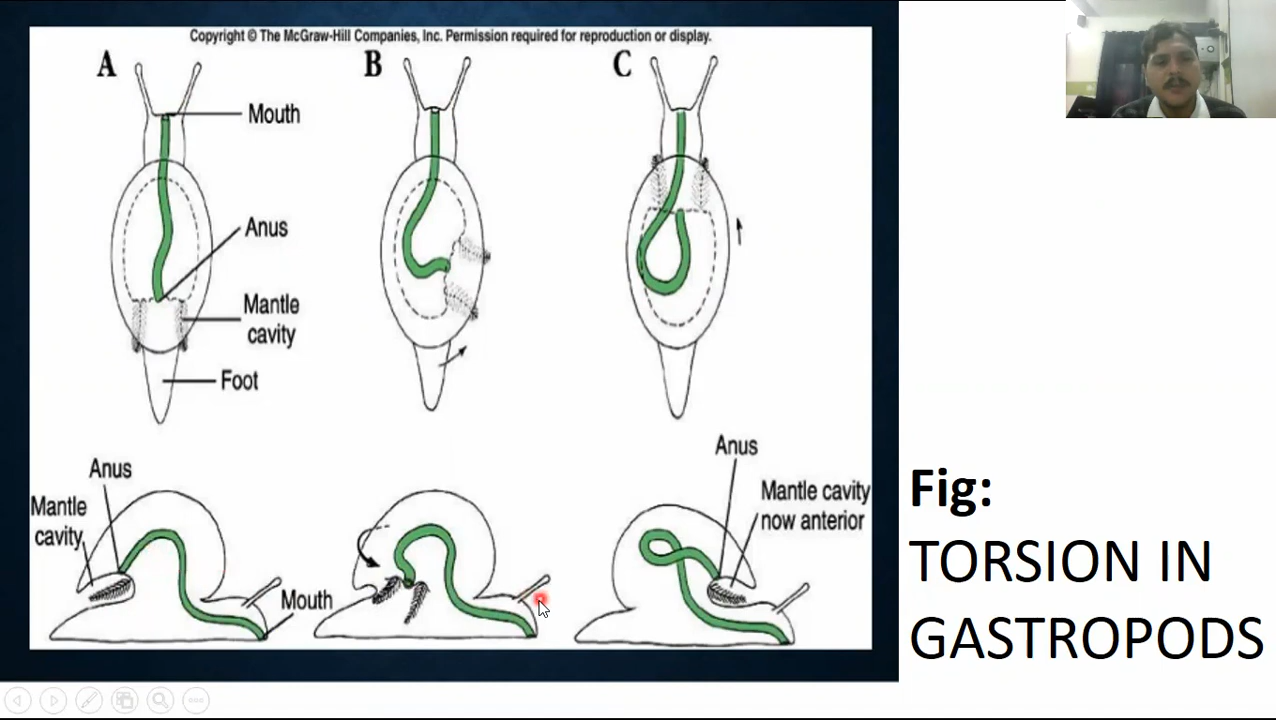 Copyright © The McGraw-Hill Companies, Inc. Permission required for reproduction or display.
A
B
C
Mouth
Anus
Mantle
cavity
Foot
Anus
Mantle
cavity
Mouth
Anus
Mantle cavity
now anterior
Fig:
TORSION IN
GASTROPODS